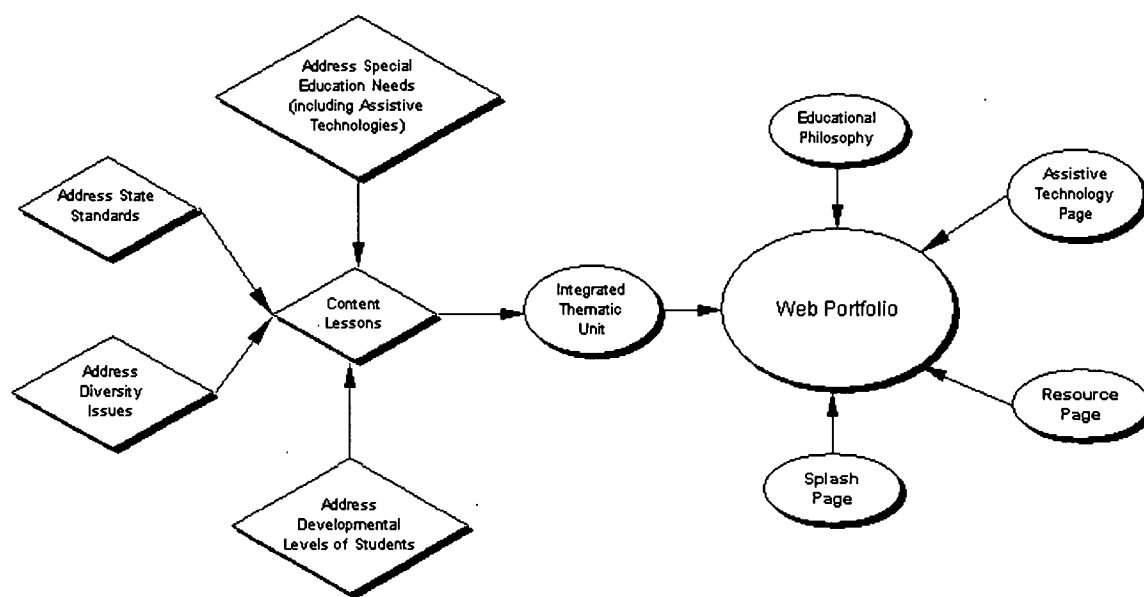 Address Special
Education Needs
(including Assistive
Technologies)
Educational
Philosophy
Address State
Standards
Assistive
Technology
Page
Content
Lessons
Integrated
Thematic
Unit
Web Portfolio
Address
Diversity
Issues
Resource
Page
Address
Developmental
Levels of Students
Splash
Page